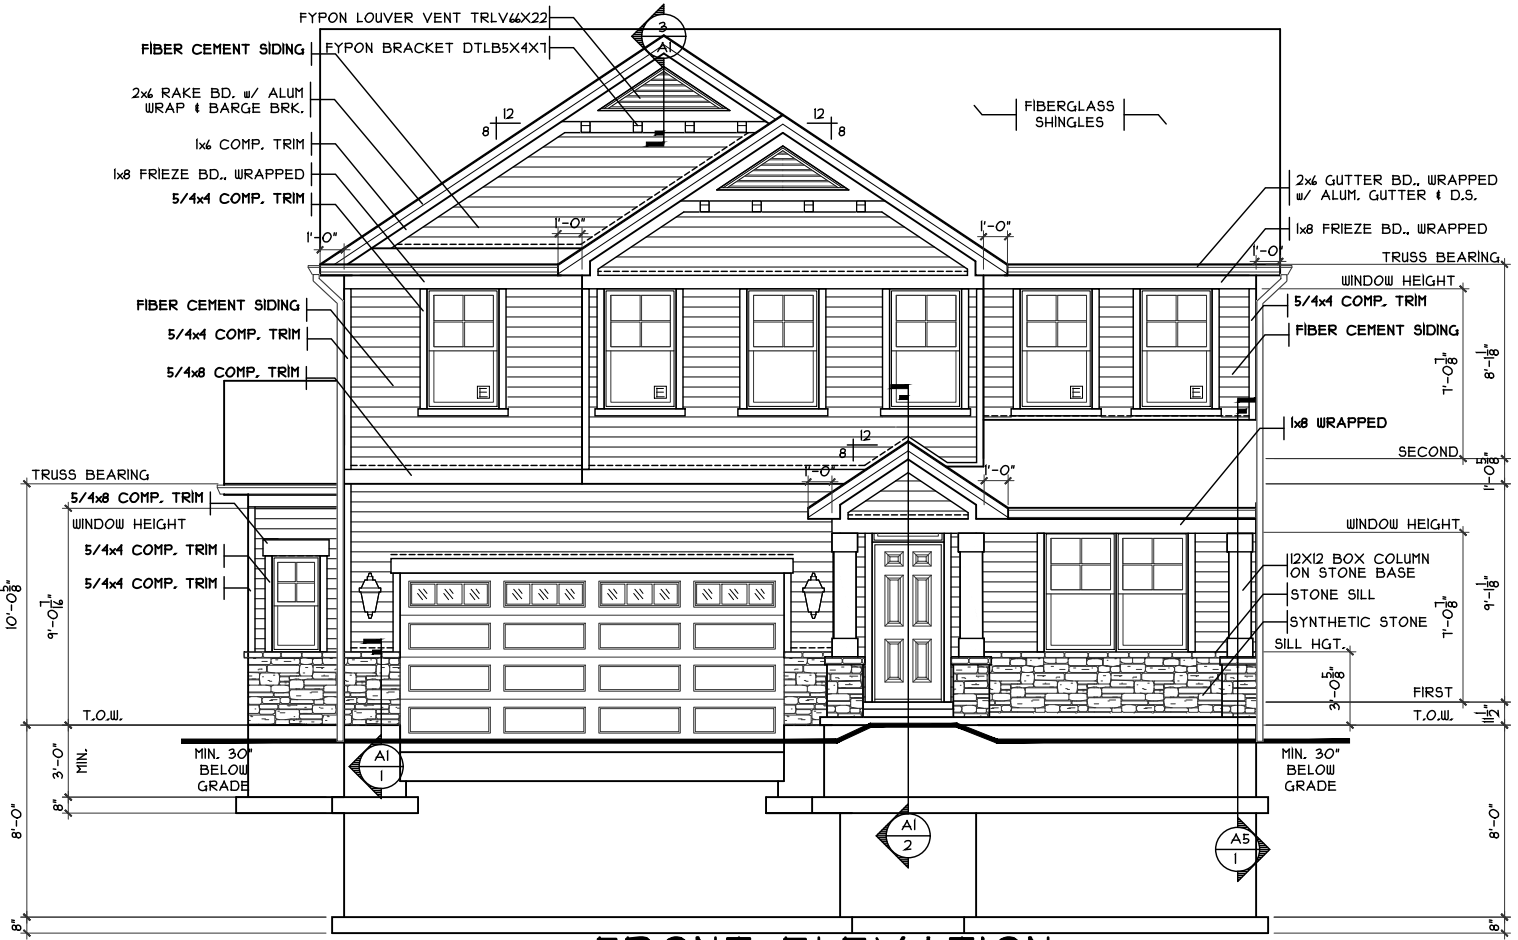 FYPON LOUVER VENT TRLV66X22
FIBER CEMENT SIDING
FYPON BRACKET DTLB5X4X7
2x6 RAKE BD. w/ ALUM
WRAP & BARGE BRK.
1x6 COMP. TRIM
1x8 FRIEZE BD., WRAPPED
5/4x4 COMP. TRIM
3
A1
12
8
12
8
FIBERGLASS
SHINGLES
2x6 GUTTER BD., WRAPPED
w/ ALUM. GUTTER & D.S.
1x8 FRIEZE BD., WRAPPED
1'-0"
1'-0"
1'-0"
1'-0"
TRUSS BEARING
WINDOW HEIGHT
5/4x4 COMP. TRIM
FIBER CEMENT SIDING
FIBER CEMENT SIDING
5/4x4 COMP. TRIM
5/4x8 COMP. TRIM
7'-0 7/8"
8'-1 1/8"
E
E
E
E
1x8 WRAPPED
12
8
SECOND
1'-0 5/8"
1'-0"
1'-0"
TRUSS BEARING
5/4x8 COMP. TRIM
WINDOW HEIGHT
5/4x4 COMP. TRIM
5/4x4 COMP. TRIM
10'-0 5/8"
9'-0 7/16"
WINDOW HEIGHT
12X12 BOX COLUMN
ON STONE BASE
STONE SILL
SYNTHETIC STONE
SILL HGT.
7'-0 7/8"
9'-1 1/8"
3'-0 5/8"
FIRST
T.O.W.
11 1/2"
T.O.W.
MIN. 30"
BELOW
GRADE
3'-0"
MIN.
8"
8'-0"
8"
A1
1
A1
2
A5
1
MIN. 30"
BELOW
GRADE
8'-0"
8"
FRONT ELEVATION